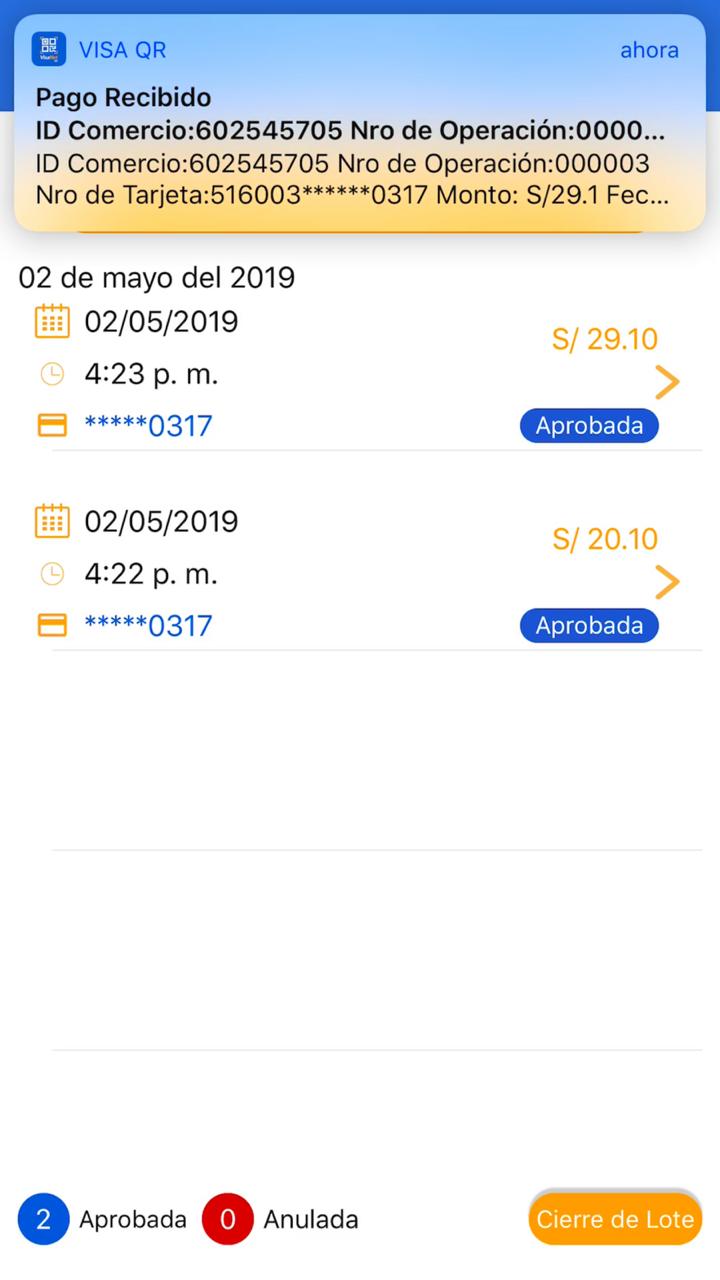 VISA QR
ahora
Pago Recibido
ID Comercio:602545705 Nro de Operación:0000...
ID Comercio:602545705 Nro de Operación:000003
Nro de Tarjeta:516003******0317 Monto: S/29.1 Fec...
02 de mayo del 2019
02/05/2019
S/ 29.10
4:23 p. m.
*****0317
Aprobada
02/05/2019
S/ 20.10
4:22 p. m.
*****0317
Aprobada
2 Aprobada 0 Anulada
Cierre de Lote